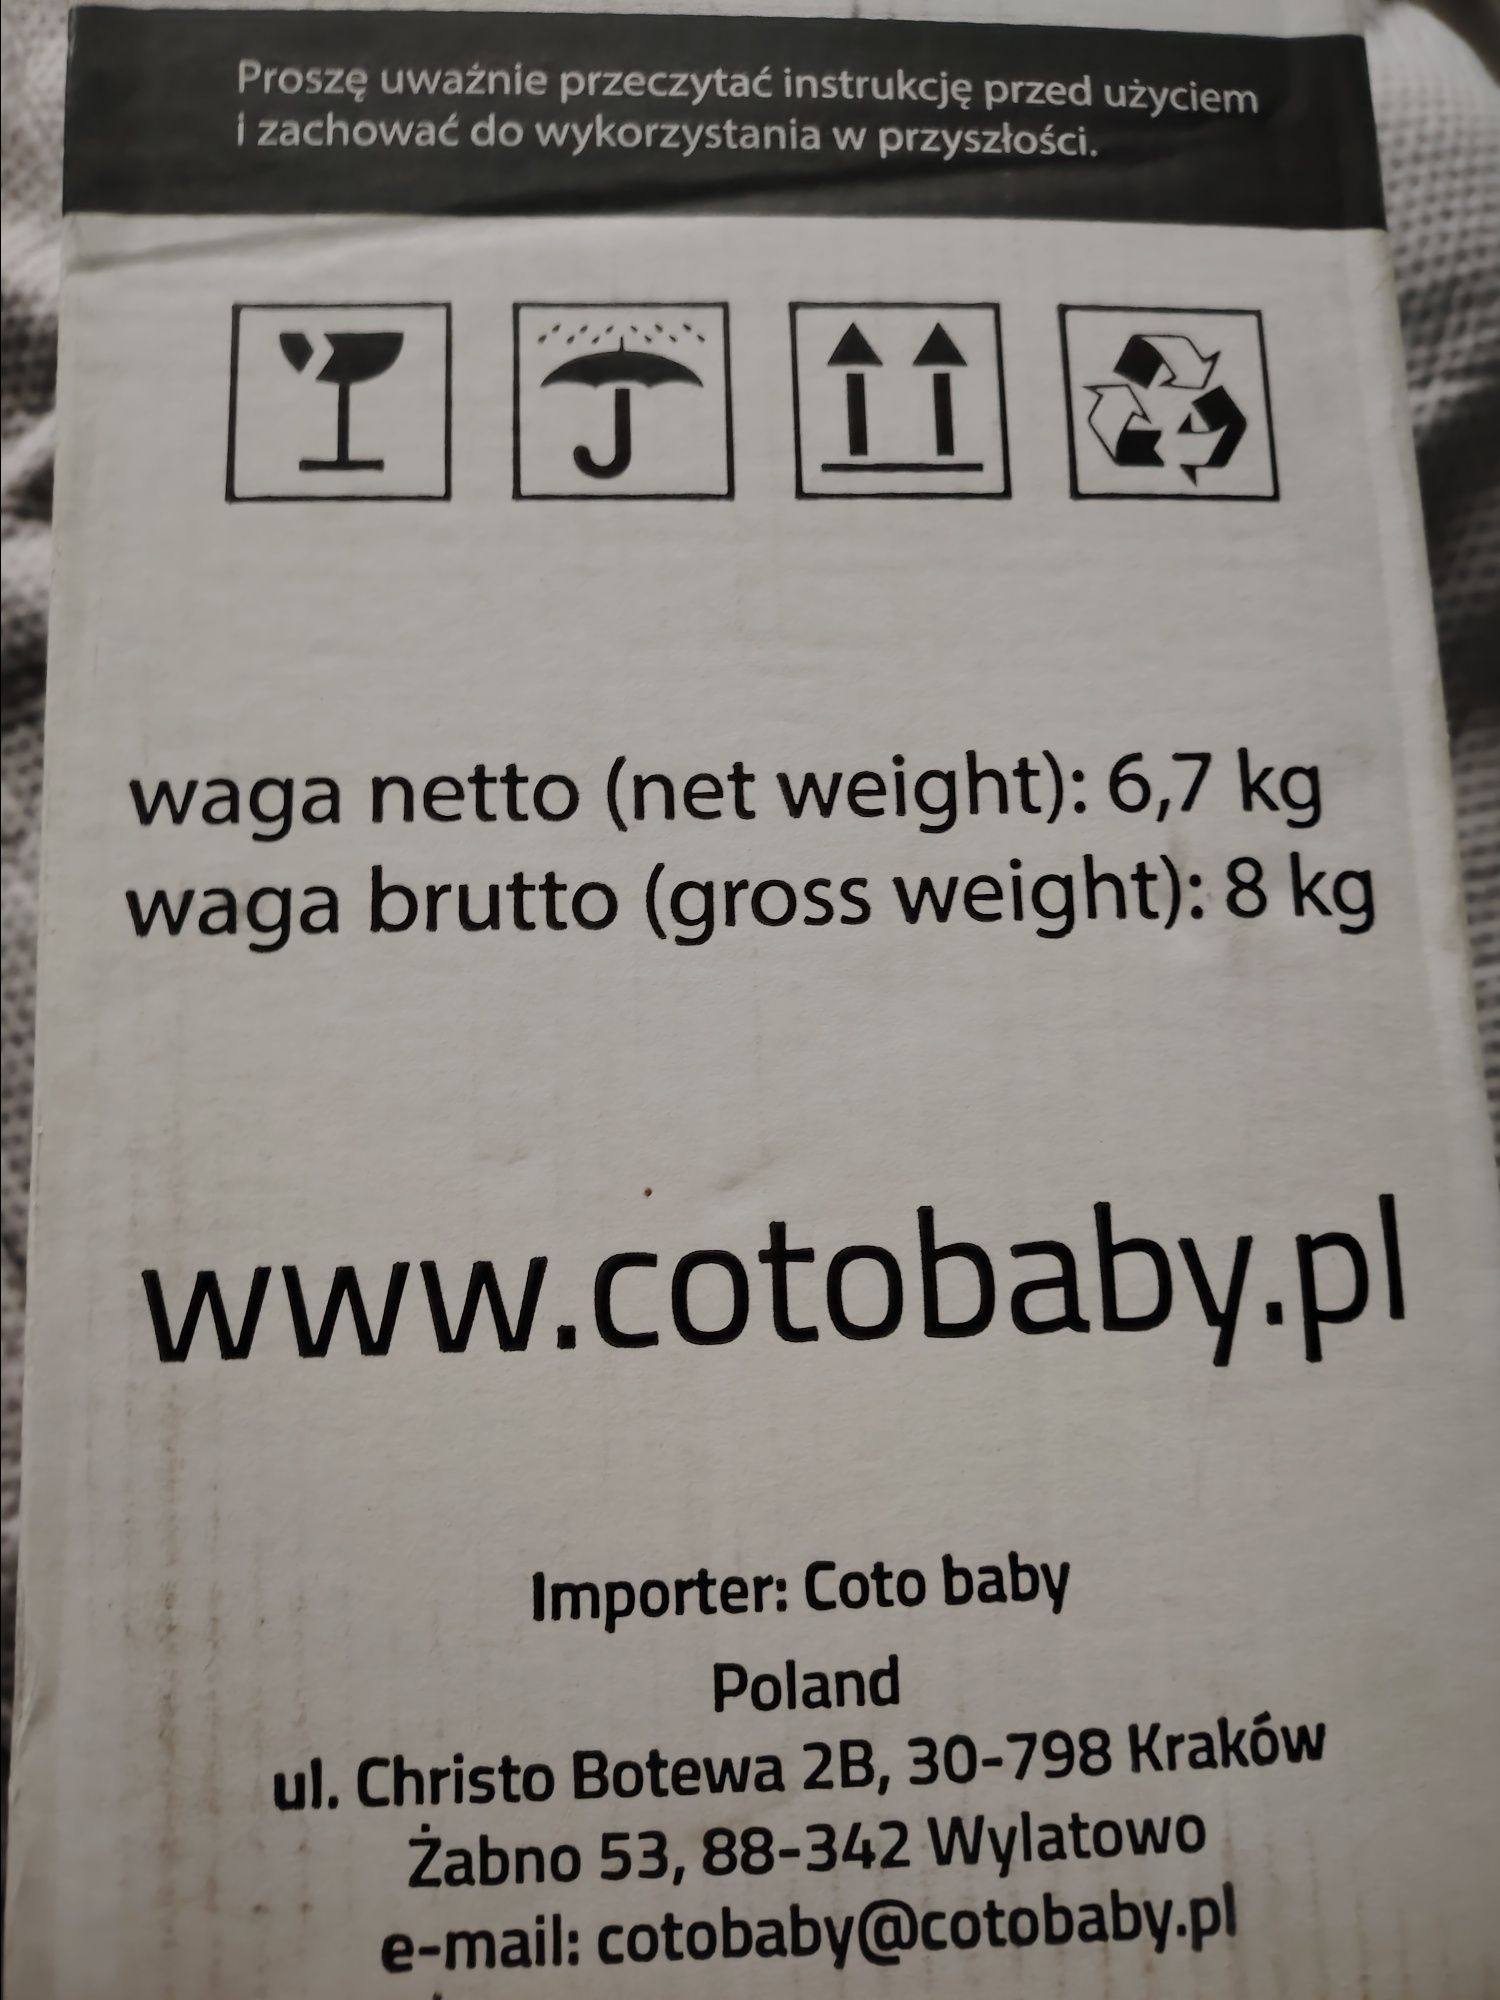 Proszę uważnie przeczytać instrukcję przed użyciem
i zachować do wykorzystania w przyszłości.
waga netto (net weight): 6,7 kg
waga brutto (gross weight): 8 kg
www.cotobaby.pl
Importer: Coto baby
Poland
ul. Christo Botewa 2B, 30-798 Kraków
Żabno 53, 88-342 Wylatowo
e-mail: cotobaby@cotobaby.pl